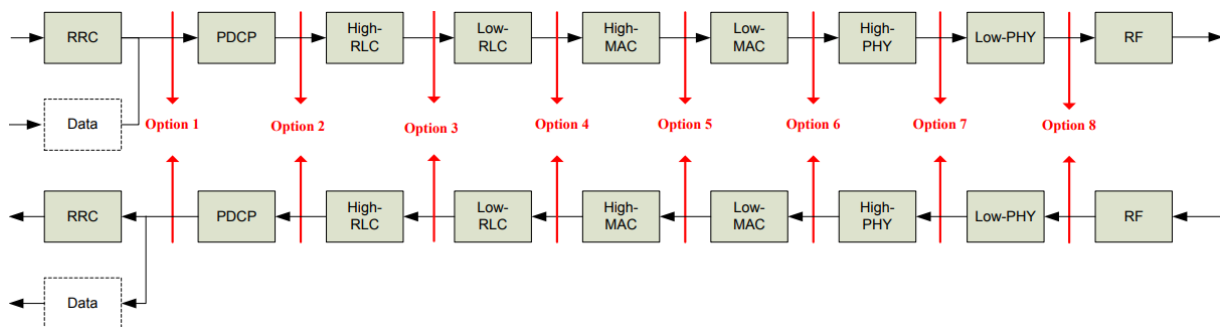 RRC
PDCP
High-
RLC
Low-
RLC
High-
MAC
Low-
MAC
High-
PHY
Low-PHY
RF
Data
Option 1
Option 2
Option 3
Option 4
Option 5
Option 6
Option 7
Option 8
RRC
PDCP
High-
RLC
Low-
RLC
High-
MAC
Low-
MAC
High-
PHY
Low-PHY
RF
Data